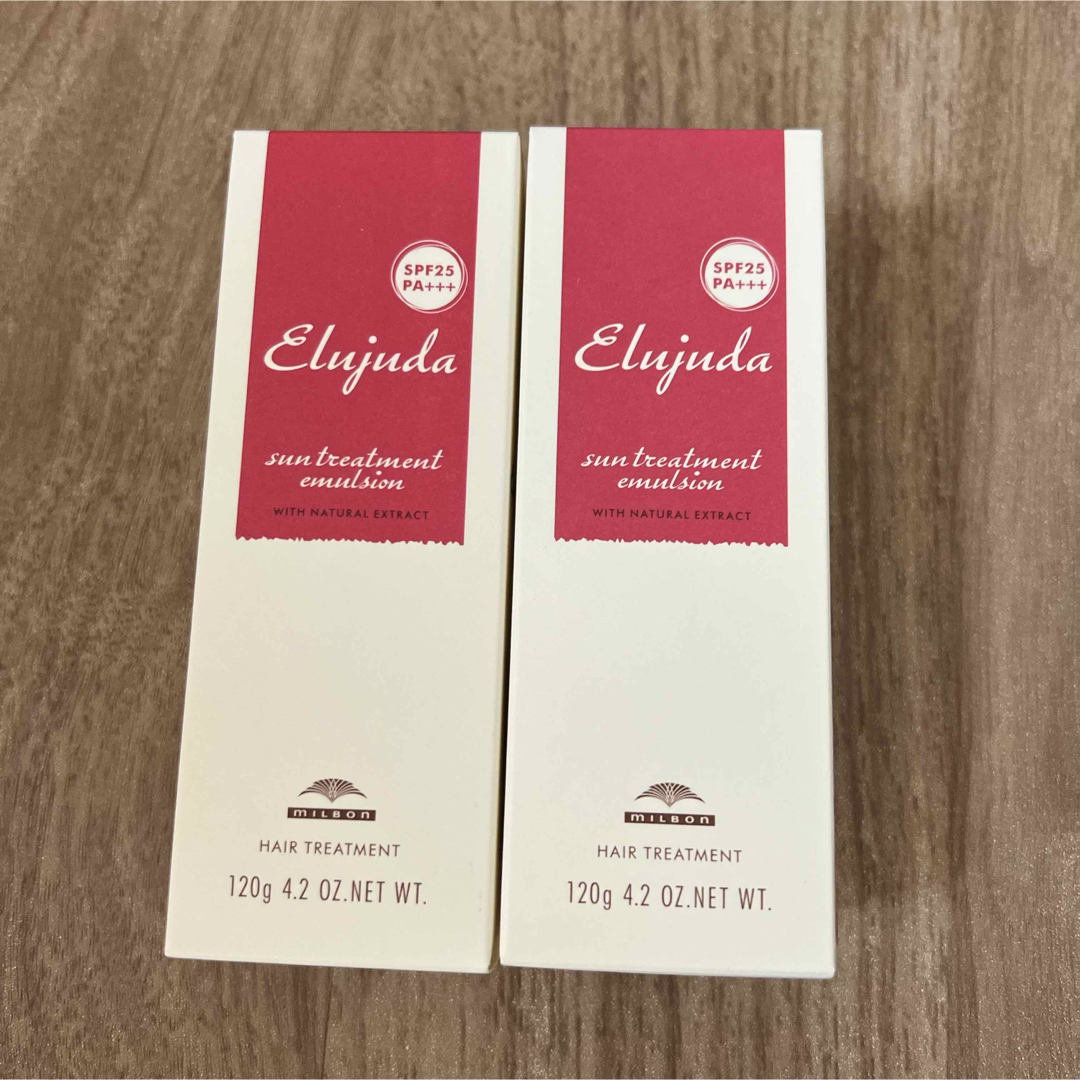 SPF25
PA+++
Elujuda
sun treatment
emulsion
WITH NATURAL EXTRACT
MILBON
HAIR TREATMENT
120g 4.2 OZ.NET WT.
SPF25
PA+++
Elujuda
sun treatment
emulsion
WITH NATURAL EXTRACT
MILBON
HAIR TREATMENT
120g 4.2 OZ.NET WT.